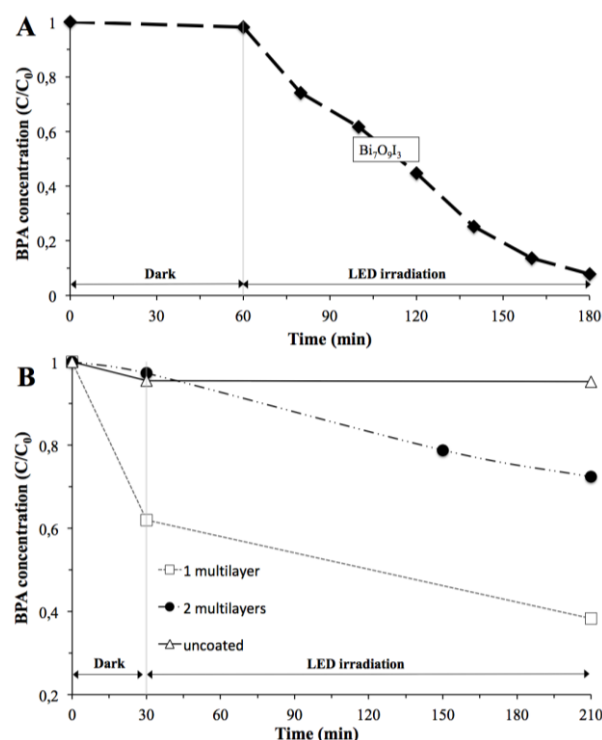 A
BPA concentration (C/C₀)
1
0,8
0,6
0,4
0,2
0
Bi₇O₉I₃
Dark
LED irradiation
0 30 60 90 120 150 180
Time (min)
B
BPA concentration (C/C₀)
1
0,8
0,6
0,4
0,2
1 multilayer
2 multilayers
uncoated
Dark
LED irradiation
0 30 60 90 120 150 180 210
Time (min)